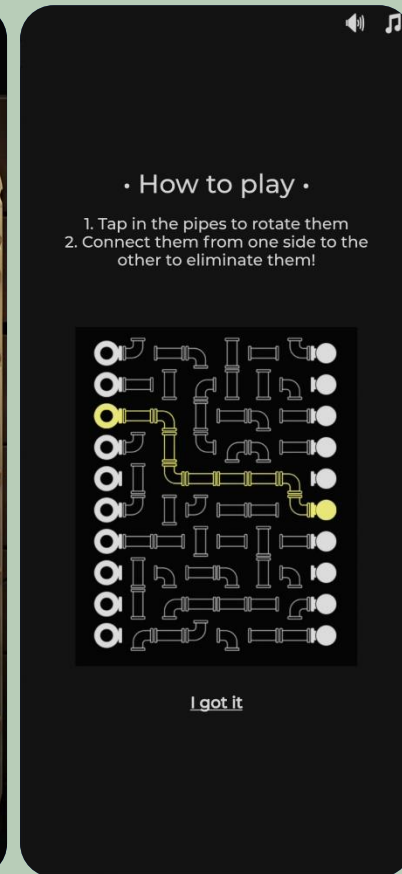 • How to play •
1. Tap in the pipes to rotate them
2. Connect them from one side to the
other to eliminate them!
I got it